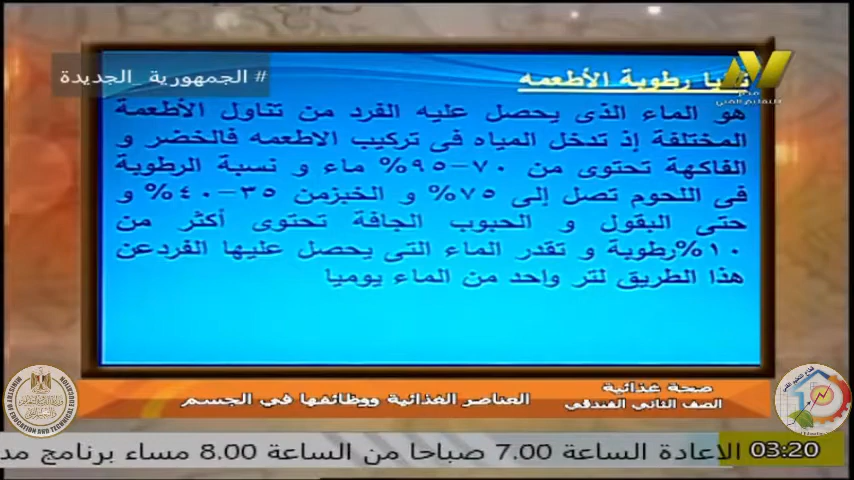 # الجمهورية_الجديدة
رطوبة الأطعمه
هو الماء الذى يحصل عليه الفرد من تناول الأطعمة
المختلفة إذ تدخل المياه فى تركيب الاطعمه فالخضر و
الفاكهة تحتوى من ٧٠-٩٥% ماء و نسبة الرطوبة
فى اللحوم تصل إلى ٧٥% و الخبزمن ٣٥-٤٠% و
حتى البقول و الحبوب الجافة تحتوى أكثر من
١٠%رطوبة و تقدر الماء التى يحصل عليها الفردعن
هذا الطريق لتر واحد من الماء يوميا
صحة غذائية
الصف الثانى الفندقي
العناصر الغذائية ووظائفها في الجسم
03:20
الاعادة الساعة 7.00 صباحا من الساعة 8.00 مساء برنامج مد